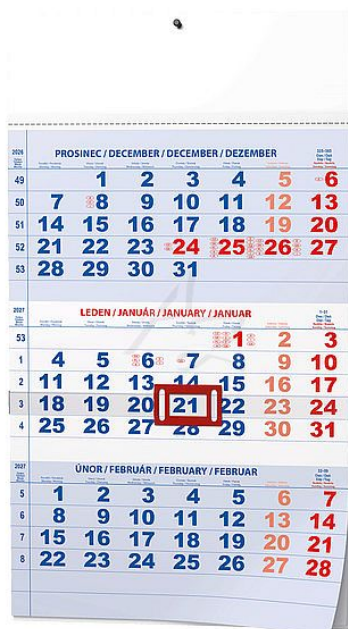 2026 PROSINEC / DECEMBER / DECEMBER / DEZEMBER
49 1 2 3 4 5 6
50 7 8 9 10 11 12 13
51 14 15 16 17 18 19 20
52 21 22 23 24 25 26 27
53 28 29 30 31
2027 LEDEN / JANUÁR / JANUARY / JANUAR
53 1 2 3
1 4 5 6 7 8 9 10
2 11 12 13 14 15 16 17
3 18 19 20 21 22 23 24
4 25 26 27 28 29 30 31
2027 ÚNOR / FEBRUÁR / FEBRUARY / FEBRUAR
5 1 2 3 4 5 6 7
6 8 9 10 11 12 13 14
7 15 16 17 18 19 20 21
8 22 23 24 25 26 27 28